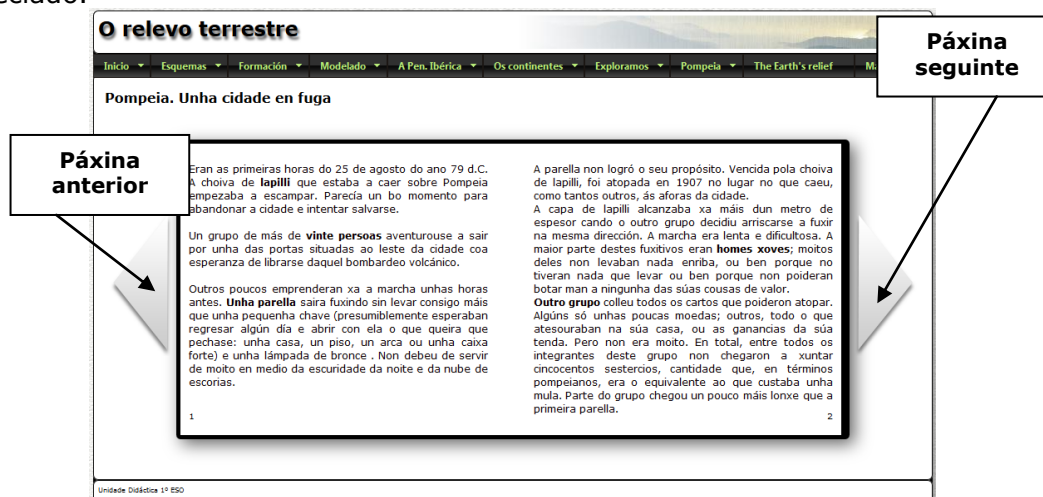 eclado.
O relevo terrestre
Páxina
seguinte
Inicio Esquemas Formación Modelado A Pen. Ibérica Os continentes Exploramos Pompeia The Earth's relief
Pompeia. Unha cidade en fuga
Páxina
anterior
Eran as primeiras horas do 25 de agosto do ano 79 d.C.
A choiva de lapilli que estaba a caer sobre Pompeia
empezaba a escampar. Parecía un bo momento para
abandonar a cidade e intentar salvarse.
Un grupo de más de vinte persoas aventurouse a sair
por unha das portas situadas ao leste da cidade coa
esperanza de librarse daquel bombardeo volcánico.
Outros poucos emprenderan xa a marcha unhas horas
antes. Unha parella saira fuxindo sin levar consigo máis
que unha pequenha chave (presumiblemente esperaban
regresar algún día e abrir con ela o que queira que
pechase: unha casa, un piso, un arca ou unha caixa
forte) e unha lámpada de bronce . Non debeu de servir
de moito en medio da escuridade da noite e da nube de
escorias.
1
A parella non logró o seu propósito. Vencida pola choiva
de lapilli, foi atopada en 1907 no lugar no que caeu,
como tantos outros, ás aforas da cidade.
A capa de lapilli alcanzaba xa máis dun metro de
espesor cando o outro grupo decidiu arriscarse a fuxir
na mesma dirección. A marcha era lenta e dificultosa. A
maior parte destes fuxitivos eran homes xoves; moitos
deles non levaban nada enriba, ou ben porque no
tiveran nada que levar ou ben porque non poideran
botar man a ningunha das súas cousas de valor.
Outro grupo colleu todos os cartos que poideron atopar.
Algúns só unhas poucas moedas; outros, todo o que
atesouraban na súa casa, ou as ganancias da súa
tenda. Pero non era moito. En total, entre todos os
integrantes deste grupo non chegaron a xuntar
cincocentos sestercios, cantidade que, en términos
pompeianos, era o equivalente ao que custaba unha
mula. Parte do grupo chegou un pouco máis lonxe que a
primeira parella.
2
Unidade Didáctica 1º ESO